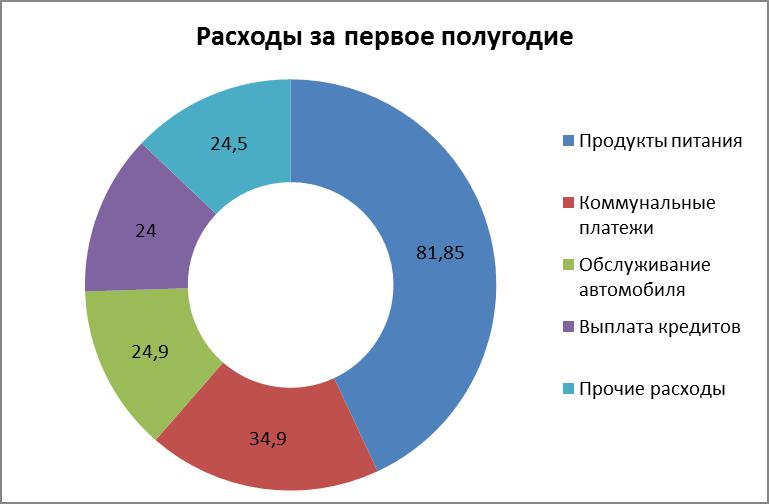 Расходы за первое полугодие
24,5
81,85
24
24,9
34,9
Продукты питания
Коммунальные
платежи
Обслуживание
автомобиля
Выплата кредитов
Прочие расходы